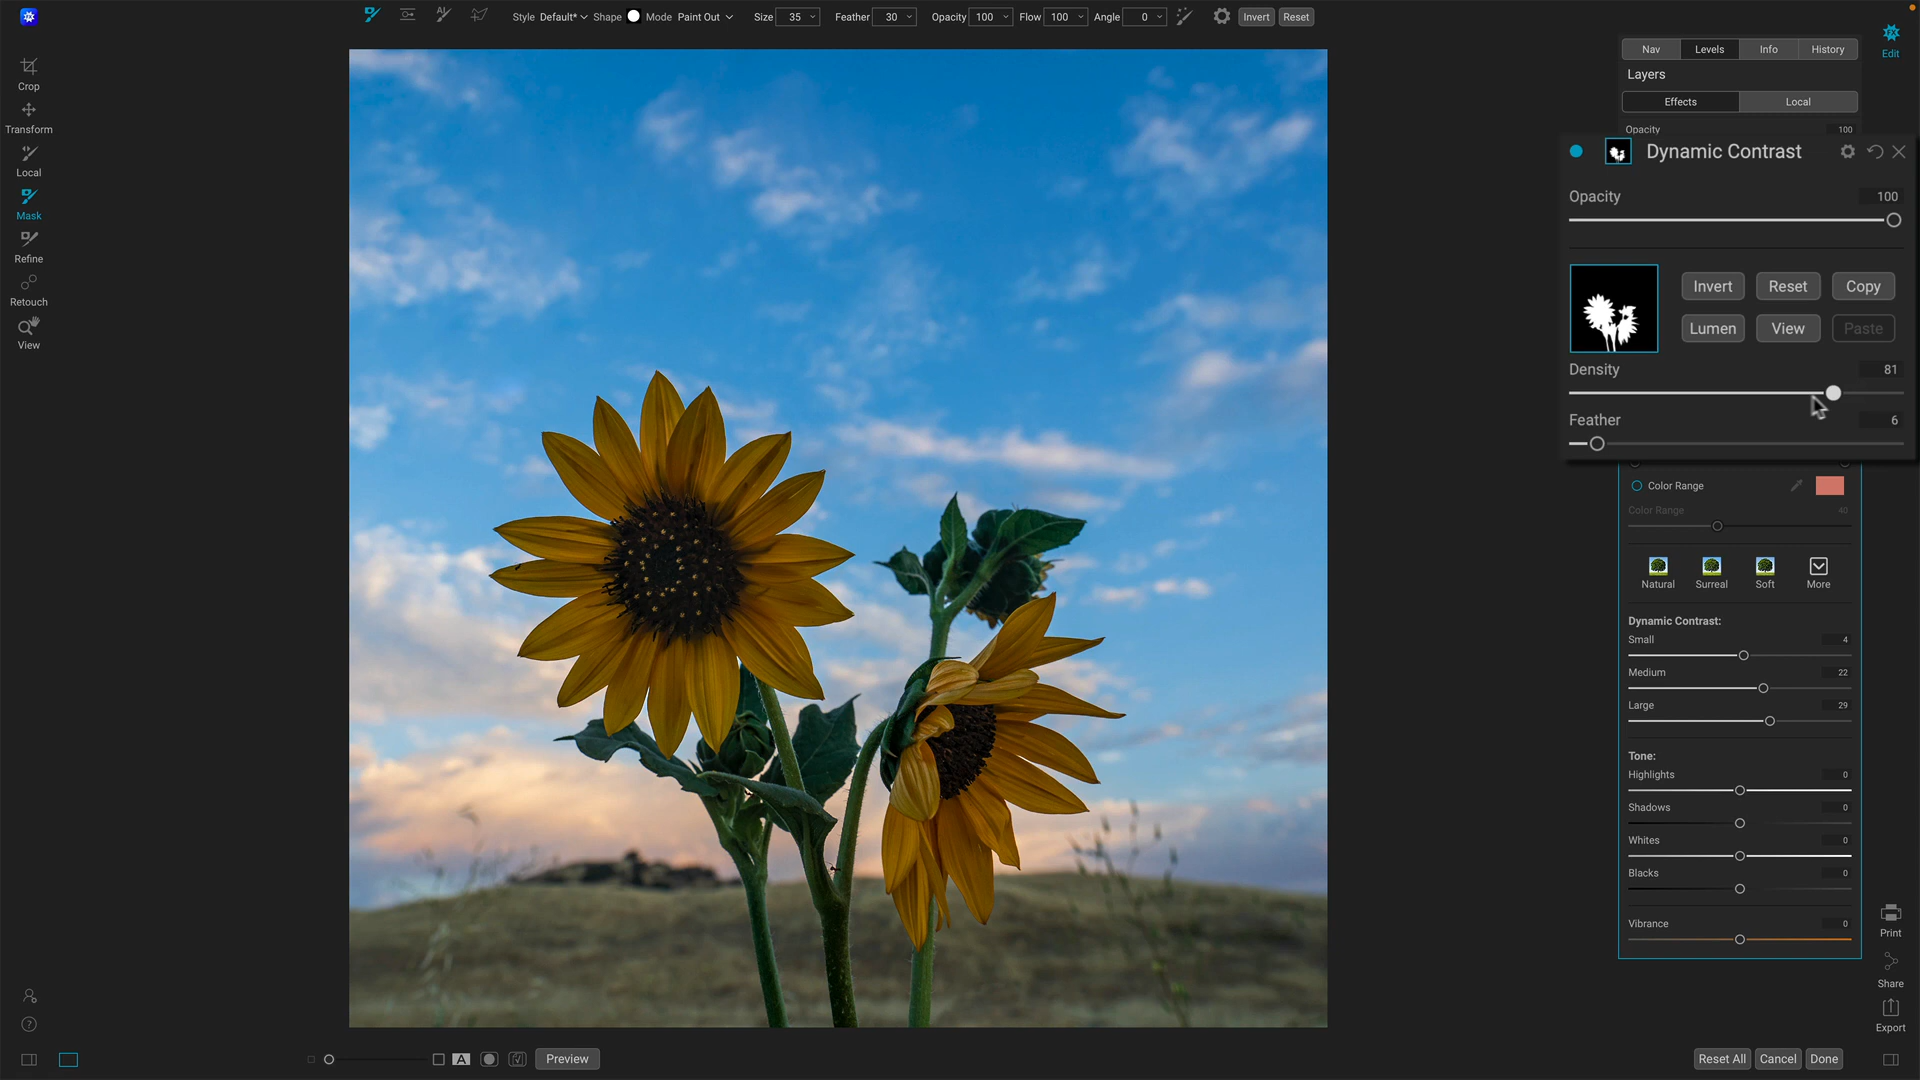 Style Default* Shape Mode Paint Out Size 35 Feather 30 Opacity 100 Flow 100 Angle 0 Invert Reset
Crop
Transform
Local
Mask
Refine
Retouch
View
Nav Levels Info History
Edit
Layers
Effects Local
Opacity 100
Dynamic Contrast
Opacity 100
Invert Reset Copy
Lumen View Paste
Density 81
Feather 6
Color Range
Color Range 40
Natural Surreal Soft More
Dynamic Contrast:
Small 4
Medium 22
Large 29
Tone:
Highlights 0
Shadows 0
Whites 0
Blacks 0
Vibrance 0
Print
Share
Export
A Preview
Reset All Cancel Done